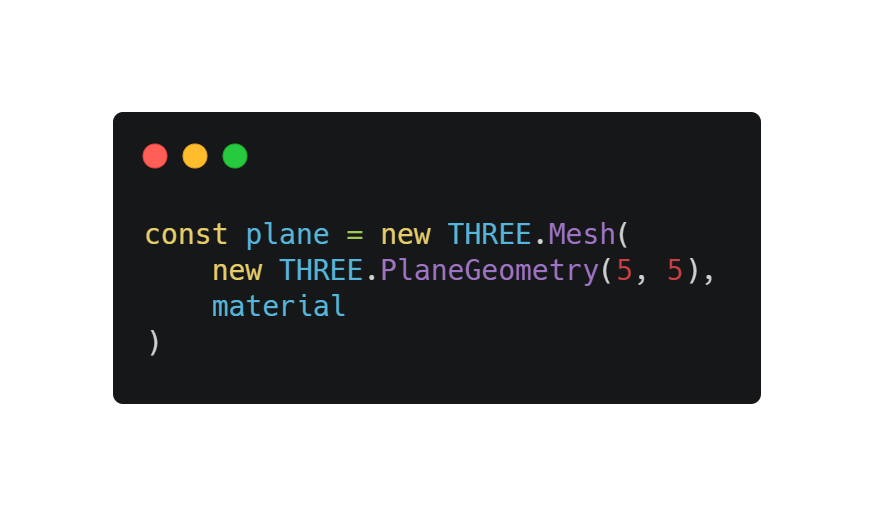 const plane = new THREE.Mesh(
    new THREE.PlaneGeometry(5, 5),
    material
)